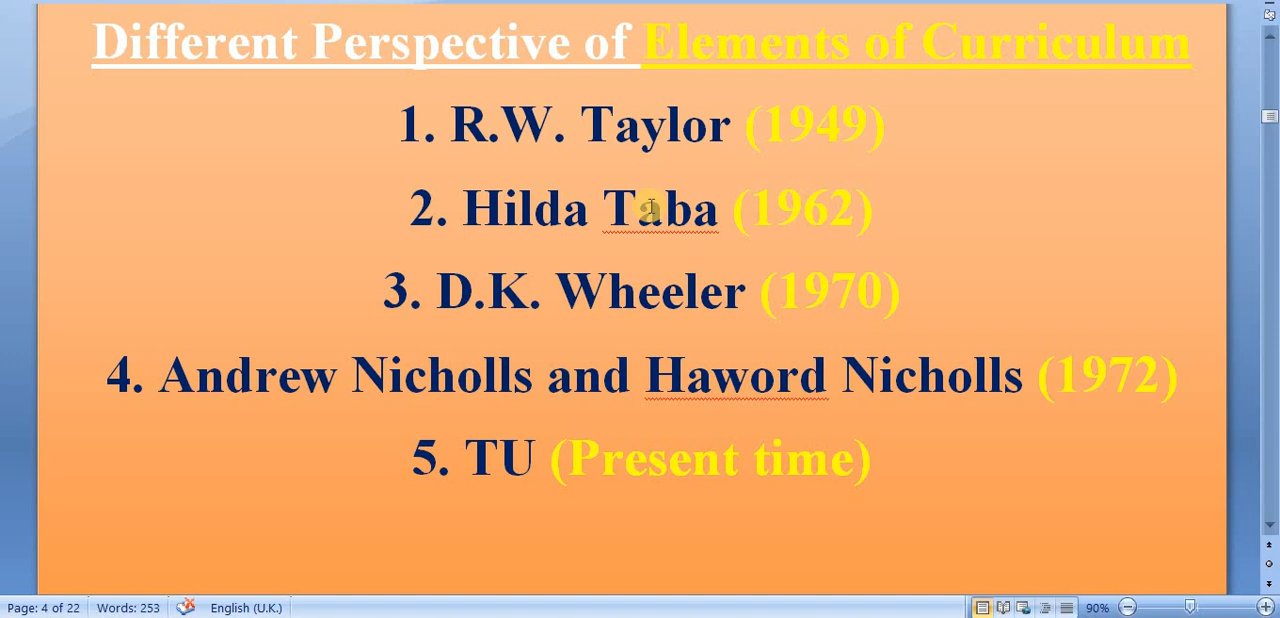 Different Perspective of Elements of Curriculum
1. R.W. Taylor (1949)
2. Hilda Taba (1962)
3. D.K. Wheeler (1970)
4. Andrew Nicholls and Haword Nicholls (1972)
5. TU (Present time)
Page: 4 of 22 Words: 253 English (U.K.) 90%